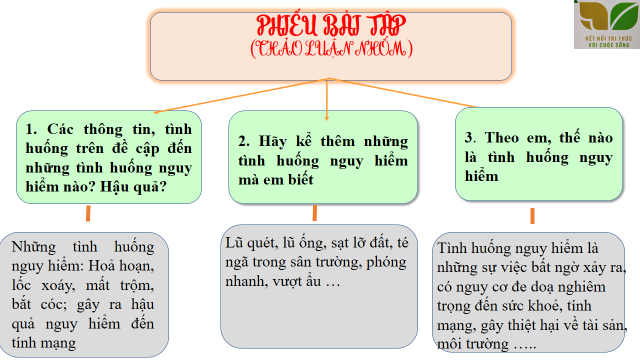 PHIẾU BÀI TẬP
(THẢO LUẬN NHÓM)
KẾT NỐI TRI THỨC
VỚI CUỘC SỐNG
1. Các thông tin, tình
huống trên đề cập đến
những tình huống nguy
hiểm nào? Hậu quả?
2. Hãy kể thêm những
tình huống nguy hiểm
mà em biết
3. Theo em, thế nào
là tình huống nguy
hiểm
Những tình huống
nguy hiểm: Hoả hoạn,
lốc xoáy, mất trộm,
bắt cóc; gây ra hậu
quả nguy hiểm đến
tính mạng
Lũ quét, lũ ống, sạt lỡ đất, té
ngã trong sân trường, phóng
nhanh, vượt ẩu …
Tình huống nguy hiểm là
những sự việc bất ngờ xảy ra,
có nguy cơ đe doạ nghiêm
trọng đến sức khoẻ, tính
mạng, gây thiệt hại về tài sản,
môi trường …..